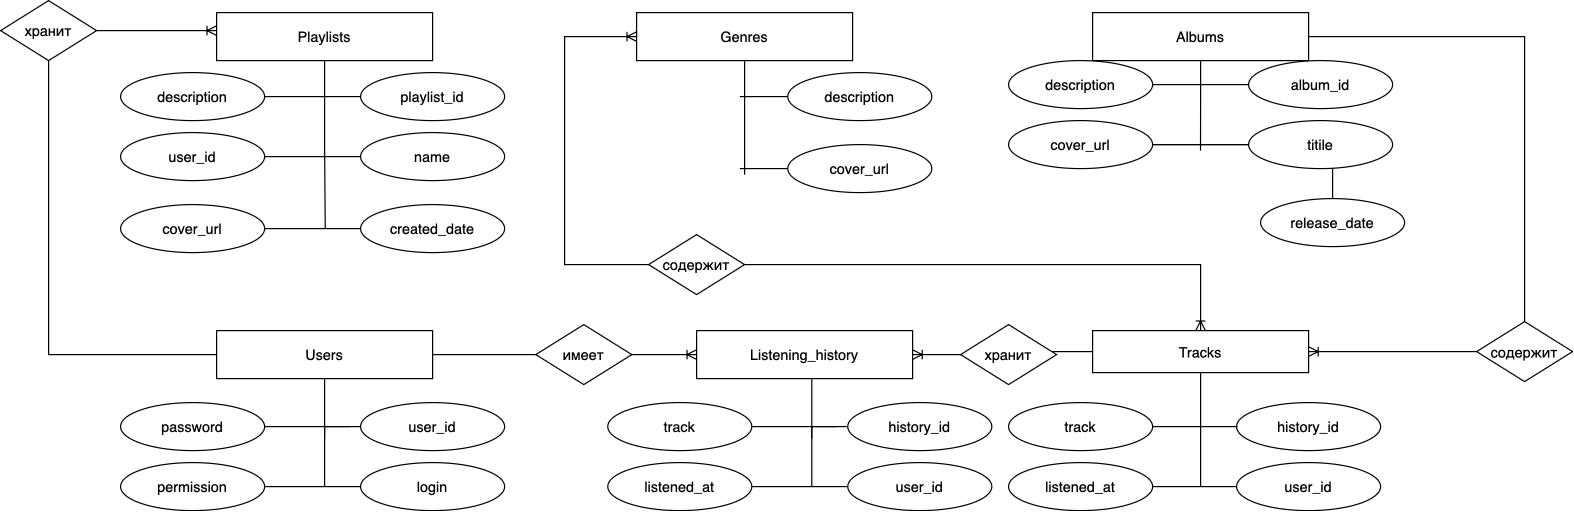 хранит
Playlists
Genres
Albums
description
playlist_id
description
description
album_id
user_id
name
cover_url
cover_url
titile
cover_url
created_date
release_date
содержит
Users
имеет
Listening_history
хранит
Tracks
содержит
password
user_id
track
history_id
track
history_id
permission
login
listened_at
user_id
listened_at
user_id